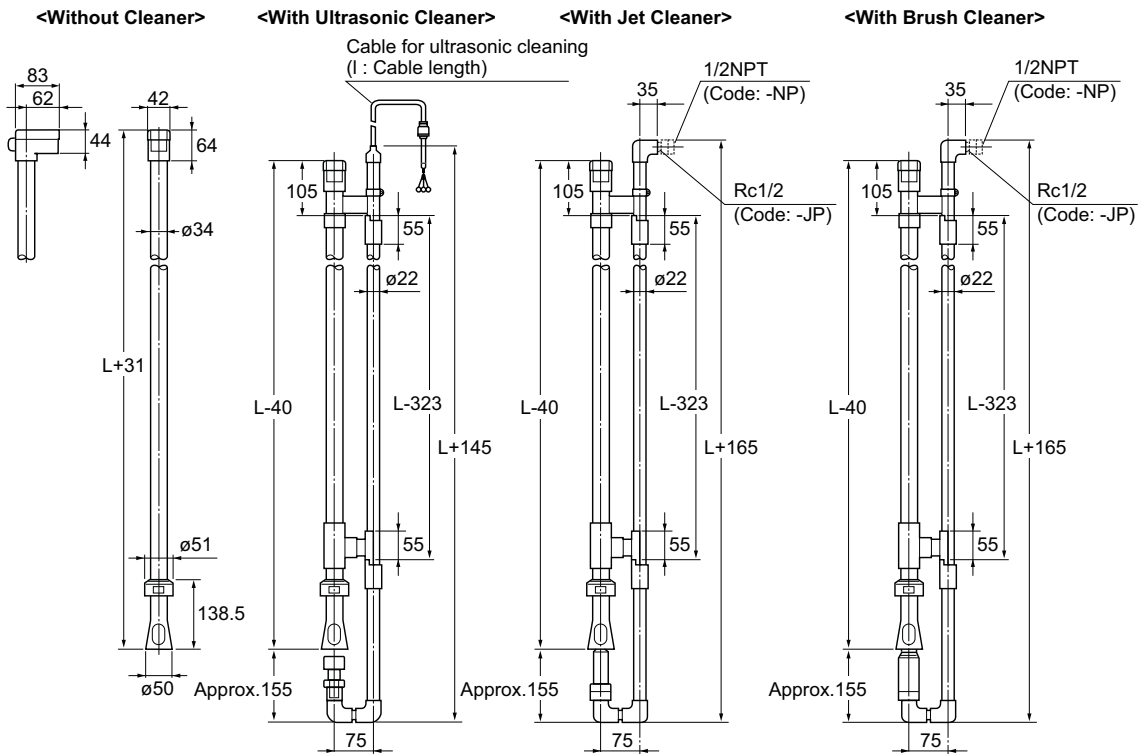 <Without Cleaner>
83
62
44
42
64
ø34
L+31
ø51
138.5
ø50
<With Ultrasonic Cleaner>
Cable for ultrasonic cleaning
(l : Cable length)
105
55
ø22
L-40
L-323
L+145
55
Approx.155
75
<With Jet Cleaner>
35
1/2NPT
(Code: -NP)
Rc1/2
(Code: -JP)
105
55
ø22
L-40
L-323
L+165
55
Approx.155
75
<With Brush Cleaner>
35
1/2NPT
(Code: -NP)
Rc1/2
(Code: -JP)
105
55
ø22
L-40
L-323
L+165
55
Approx.155
75